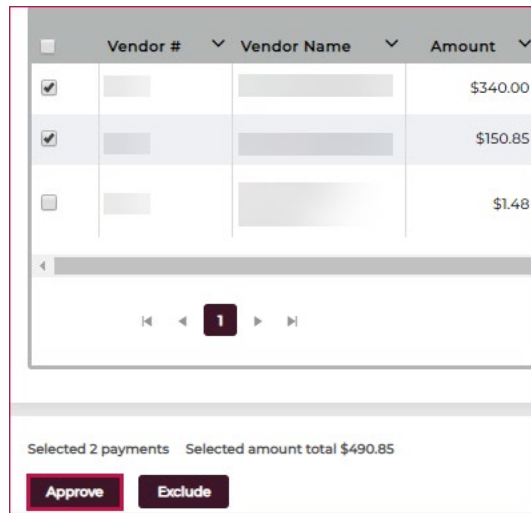 Vendor # Vendor Name Amount
$340.00
$150.85
$1.48
1
Selected 2 payments Selected amount total $490.85
Approve Exclude